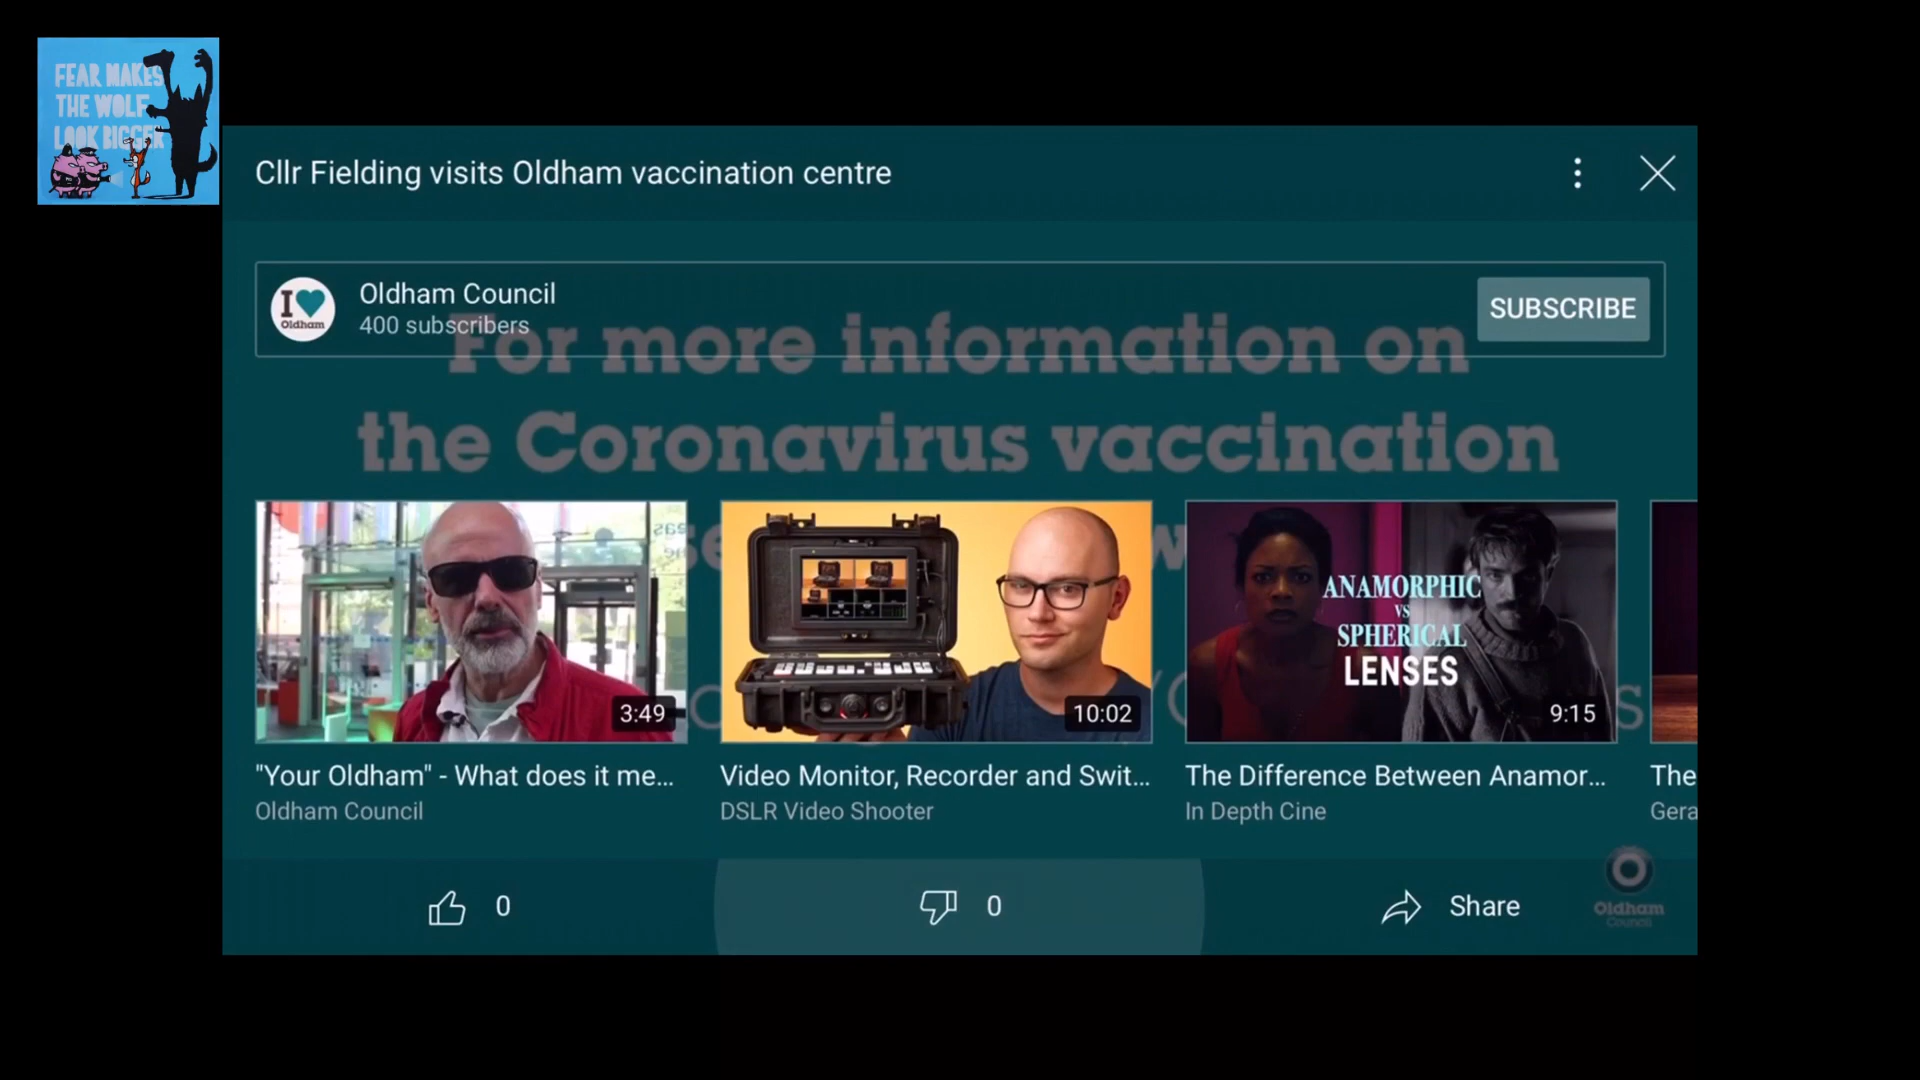 FEAR MAKES
THE WOLF
LOOK BIGGER
Cllr Fielding visits Oldham vaccination centre
I
Oldham
Oldham Council
400 subscribers
SUBSCRIBE
For more information on
the Coronavirus vaccination
3:49
10:02
ANAMORPHIC
VS
SPHERICAL
LENSES
9:15
"Your Oldham" - What does it me...
Oldham Council
Video Monitor, Recorder and Swit...
DSLR Video Shooter
The Difference Between Anamor...
In Depth Cine
The
Gera
0
0
Share
Oldham
Council